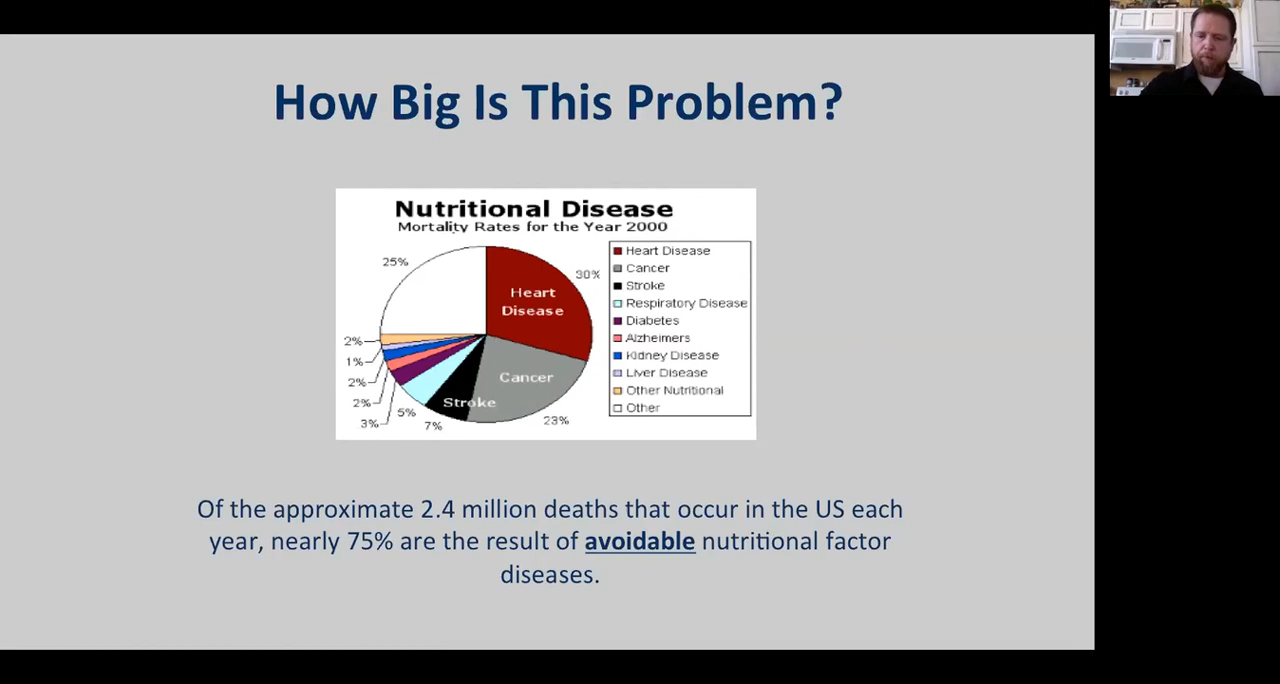 How Big Is This Problem?
Nutritional Disease
Mortality Rates for the Year 2000
25%
30%
Heart
Disease
2%
1%
2%
2%
3%
5%
7%
23%
Cancer
Stroke
Heart Disease
Cancer
Stroke
Respiratory Disease
Diabetes
Alzheimers
Kidney Disease
Liver Disease
Other Nutritional
Other
Of the approximate 2.4 million deaths that occur in the US each
year, nearly 75% are the result of avoidable nutritional factor
diseases.